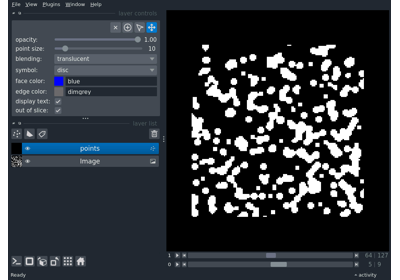 File View Plugins Window Help
layer controls
opacity: 1.00
point size: 10
blending: translucent
symbol: disc
face color: blue
edge color: dimgrey
display text:
out of slice:
layer list
points
Image
1 64 127
0 5 9
Ready activity